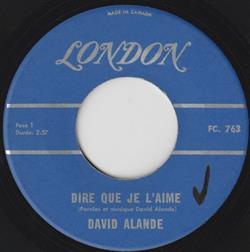 MADE IN CANADA
LONDON
Face 1
Durée: 2:57
FC. 763
DIRE QUE JE L'AIME
(Paroles et musique David Alande)
DAVID ALANDE